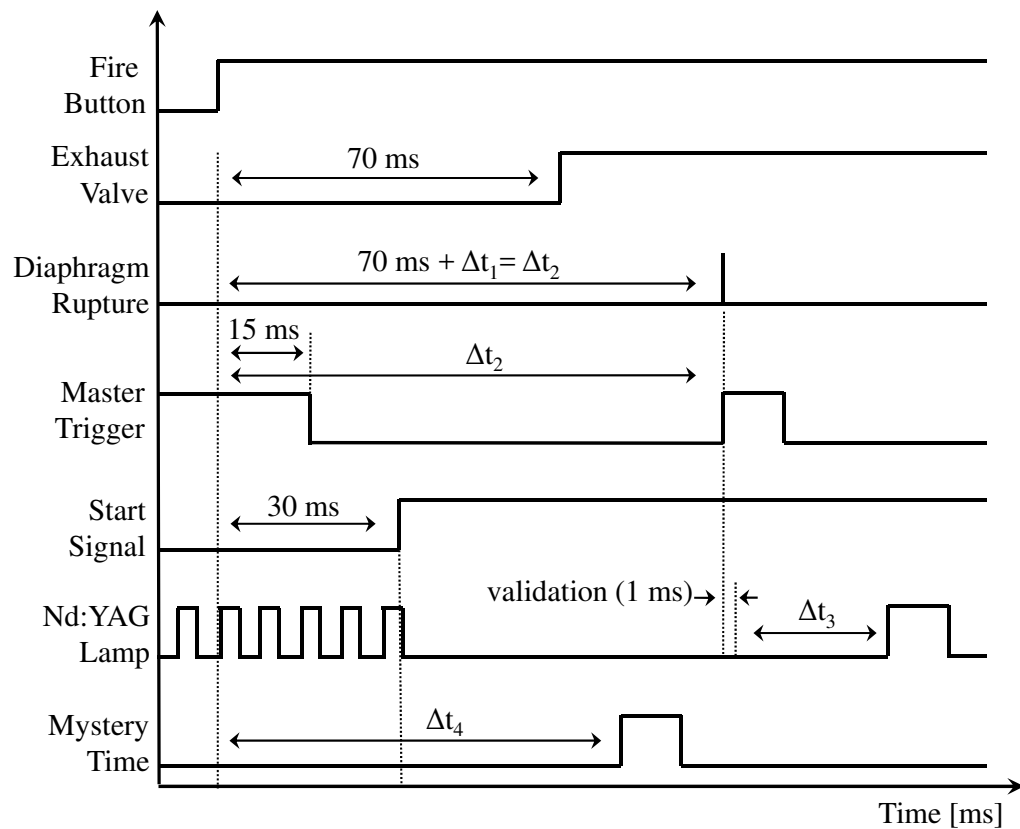 Fire
Button
Exhaust
Valve
70 ms
Diaphragm
Rupture
70 ms + Δt₁= Δt₂
15 ms
Δt₂
Master
Trigger
Start
Signal
30 ms
validation (1 ms)
Nd:YAG
Lamp
Δt₃
Mystery
Time
Δt₄
Time [ms]